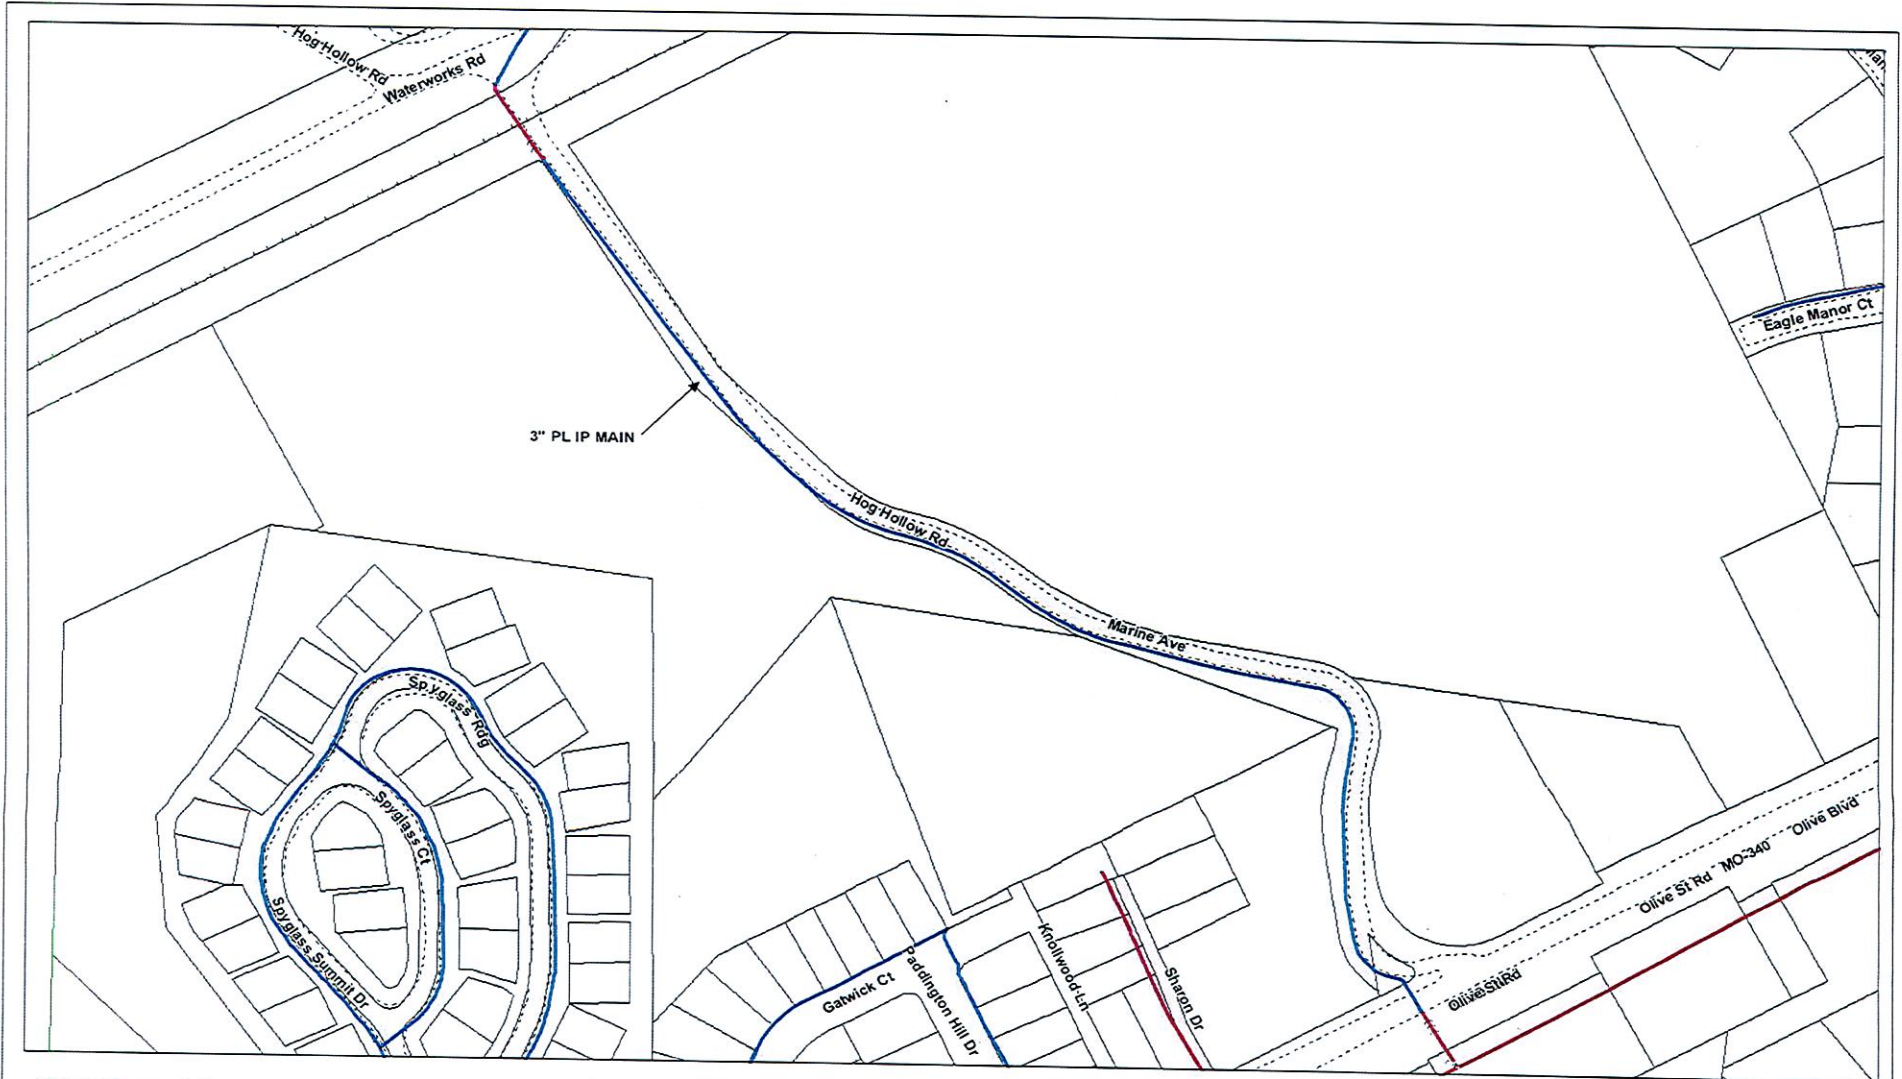 Hog Hollow Rd
Waterworks Rd
Eagle Manor Ct
3" PL IP MAIN
Hog Hollow Rd
Marine Ave
Spyglass Rdg
Spyglass Ct
Spyglass Summit Dr
Olive Blvd
MO-340
Olive St Rd
Olive St Rd
Gatwick Ct
Paddington Hill Dr
Knollwood Ln
Sharon Dr